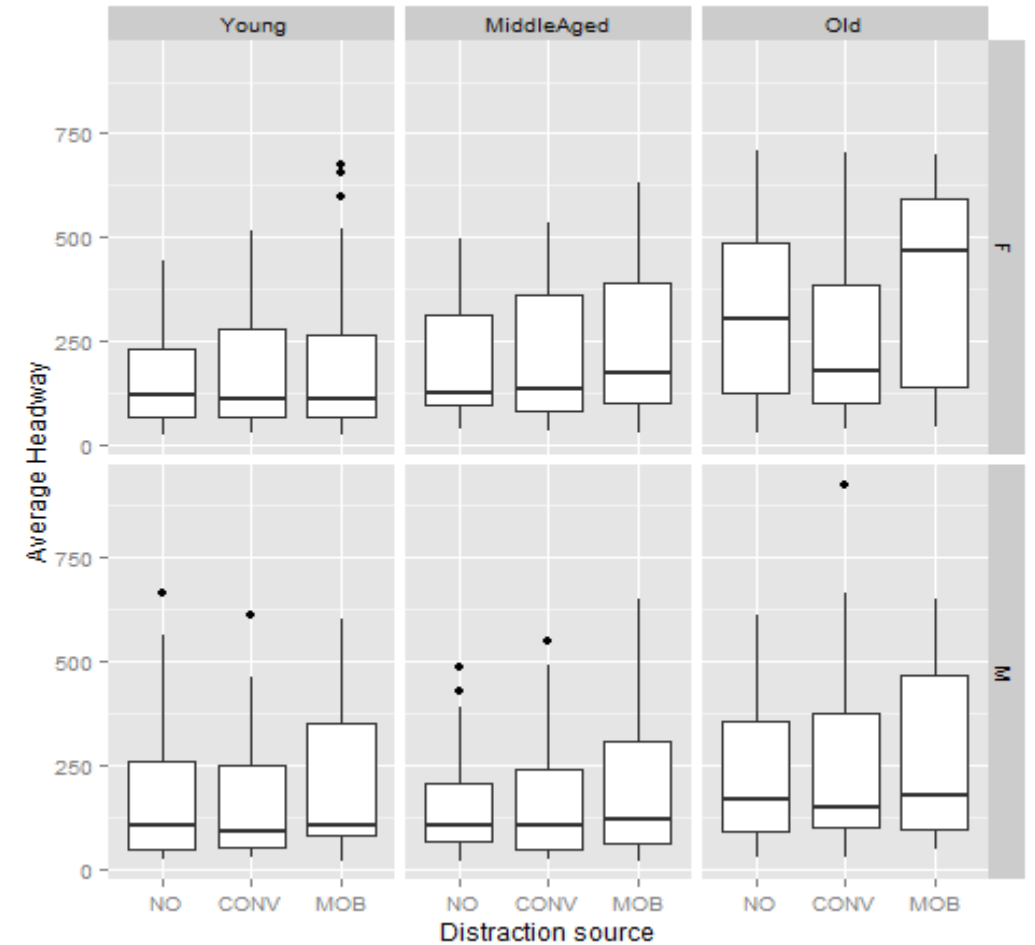 Young MiddleAged Old
750
500
250
0
F
750
500
250
0
M
Average Headway
NO CONV MOB NO CONV MOB NO CONV MOB
Distraction source